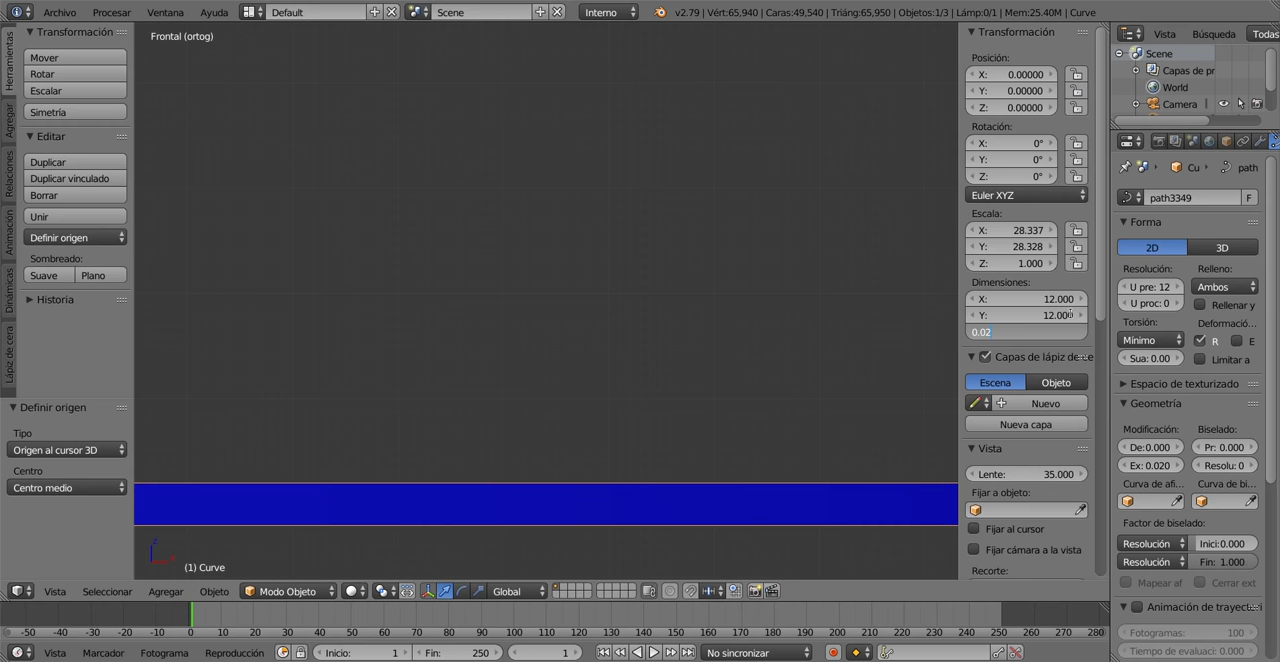 Archivo Procesar Ventana Ayuda Default Scene Interno v2.79 | Vért:65,940 | Caras:49,540 | Triáng:65,950 | Objetos:1/3 | Lámp:0/1 | Mem:25.40M | Curve
Herramientas
Agregar
Relaciones
Animación
Dinámicas
Lápiz de cera
Transformación
Mover
Rotar
Escalar
Simetría
Editar
Duplicar
Duplicar vinculado
Borrar
Unir
Definir origen
Sombreado:
Suave Plano
Historia
Definir origen
Tipo
Origen al cursor 3D
Centro
Centro medio
Frontal (ortog)
z
(1) Curve
Transformación
Posición:
X: 0.00000
Y: 0.00000
Z: 0.00000
Rotación:
X: 0°
Y: 0°
Z: 0°
Euler XYZ
Escala:
X: 28.337
Y: 28.328
Z: 1.000
Dimensiones:
X: 12.000
Y: 12.000
0.02
Capas de lápiz de ce
Escena Objeto
Nuevo
Nueva capa
Vista
Lente: 35.000
Fijar a objeto:
Fijar al cursor
Fijar cámara a la vista
Recorte:
Vista Búsqueda Todas
Scene
Capas de pr
World
Camera
Cu path
path3349 F
Forma
2D 3D
Resolución: Relleno:
U pre: 12 Ambos
U proc: 0 Rellenar y
Torsión: Deformació...
Mínimo R E
Sua: 0.00 Limitar a
Espacio de texturizado
Geometría
Modificación: Biselado:
De:0.000 Pr: 0.000
Ex: 0.020 Resolu: 0
Curva de afi... Curva de bi...
Factor de biselado:
Resolución Inici:0.000
Resolución Fin: 1.000
Mapear af Cerrar ext
Animación de trayect
Fotogramas: 100
Tiempo de evaluaci: 0.000
Vista Seleccionar Agregar Objeto Modo Objeto Global
-50 -40 -30 -20 -10 0 10 20 30 40 50 60 70 80 90 100 110 120 130 140 150 160 170 180 190 200 210 220 230 240 250 260 270 280
Vista Marcador Fotograma Reproducción Inicio: 1 Fin: 250 1 No sincronizar